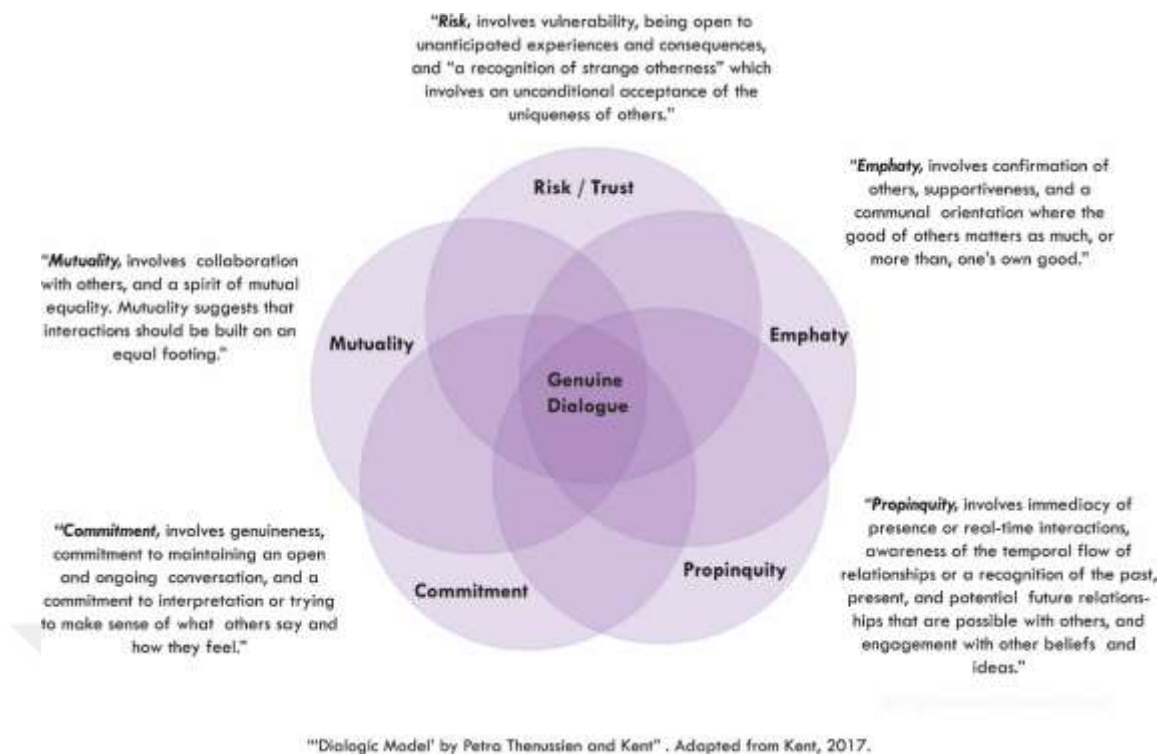 "Risk, involves vulnerability, being open to
unanticipated experiences and consequences,
and "a recognition of strange otherness" which
involves an unconditional acceptance of the
uniqueness of others."
Risk / Trust
"Emphaty, involves confirmation of
others, supportiveness, and a
communal orientation where the
good of others matters as much, or
more than, one's own good."
Emphaty
"Mutuality, involves collaboration
with others, and a spirit of mutual
equality. Mutuality suggests that
interactions should be built on an
equal footing."
Mutuality
Genuine
Dialogue
"Commitment, involves genuineness,
commitment to maintaining an open
and ongoing conversation, and a
commitment to interpretation or trying
to make sense of what others say and
how they feel."
Commitment
Propinquity
"Propinquity, involves immediacy of
presence or real-time interactions,
awareness of the temporal flow of
relationships or a recognition of the past,
present, and potential future relations-
hips that are possible with others, and
engagement with other beliefs and
ideas."
"'Dialogic Model' by Petra Thenussien and Kent" . Adapted from Kent, 2017.